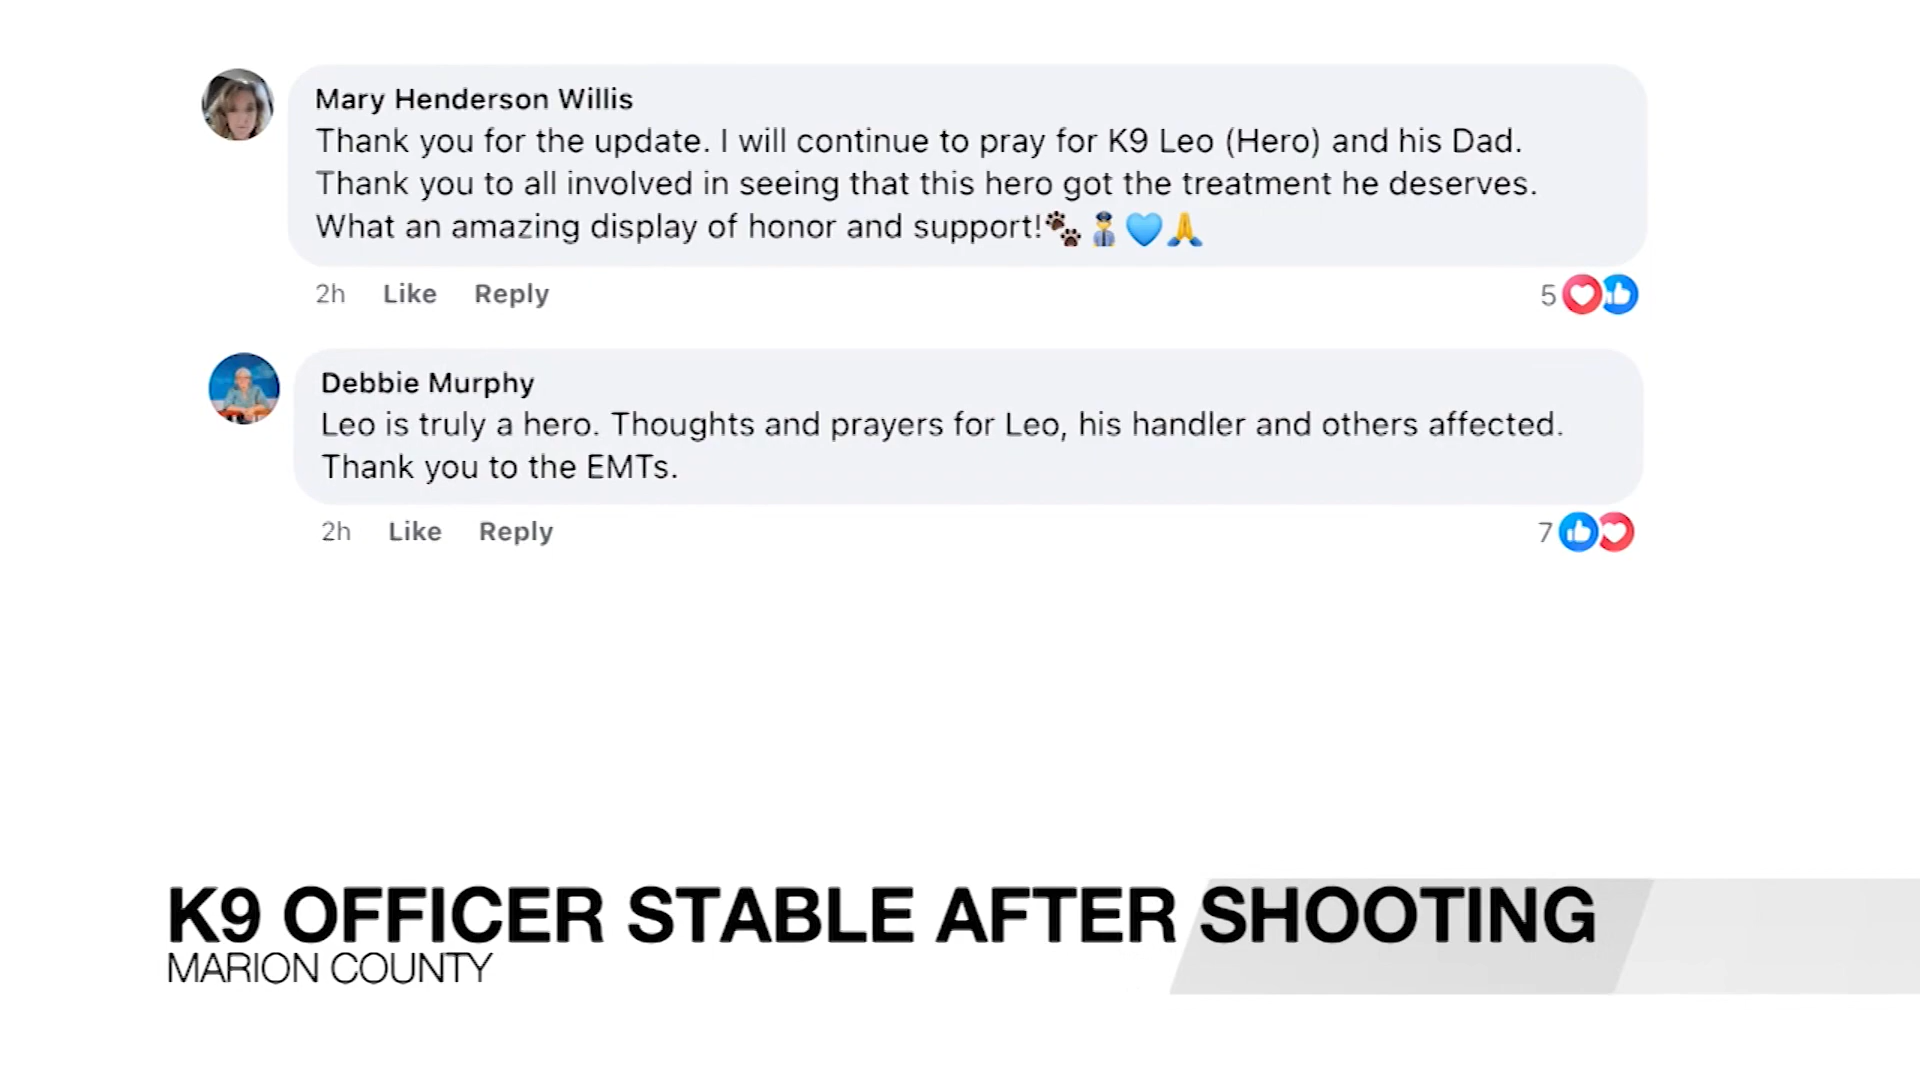 Mary Henderson Willis
Thank you for the update. I will continue to pray for K9 Leo (Hero) and his Dad.
Thank you to all involved in seeing that this hero got the treatment he deserves.
What an amazing display of honor and support!🐾👮💙🙏
2h Like Reply 5
Debbie Murphy
Leo is truly a hero. Thoughts and prayers for Leo, his handler and others affected.
Thank you to the EMTs.
2h Like Reply 7
K9 OFFICER STABLE AFTER SHOOTING
MARION COUNTY